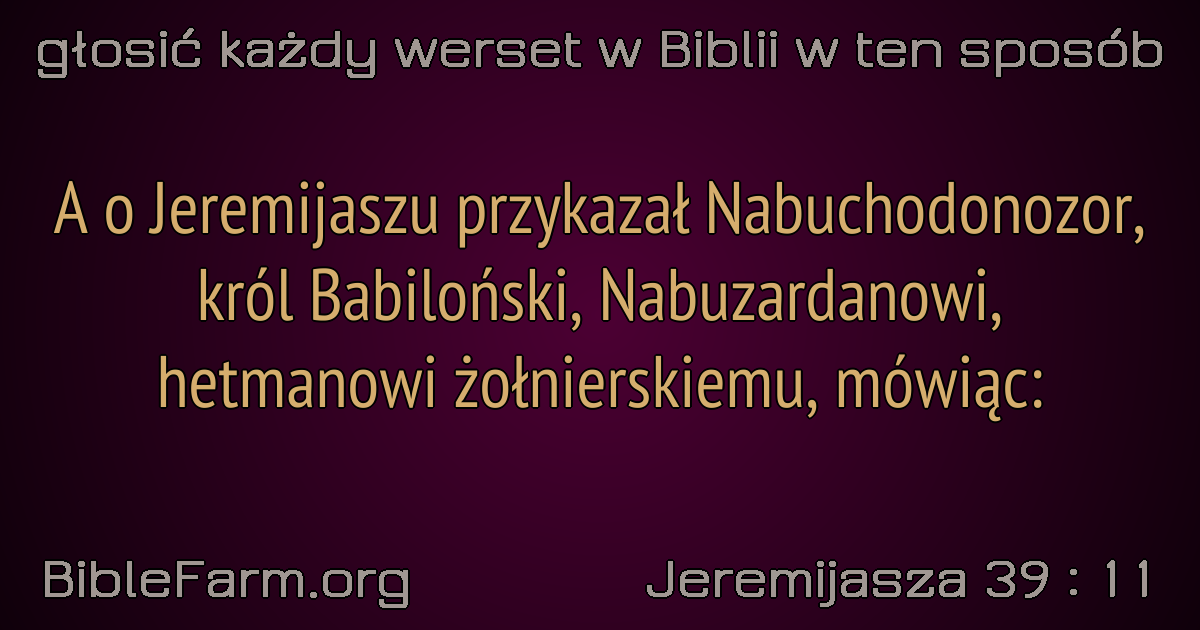 głosić każdy werset w Biblii w ten sposób
A o Jeremijaszu przykazał Nabuchodonozor,
król Babiloński, Nabuzardanowi,
hetmanowi żołnierskiemu, mówiąc:
BibleFarm.org
Jeremijasza 39 : 11